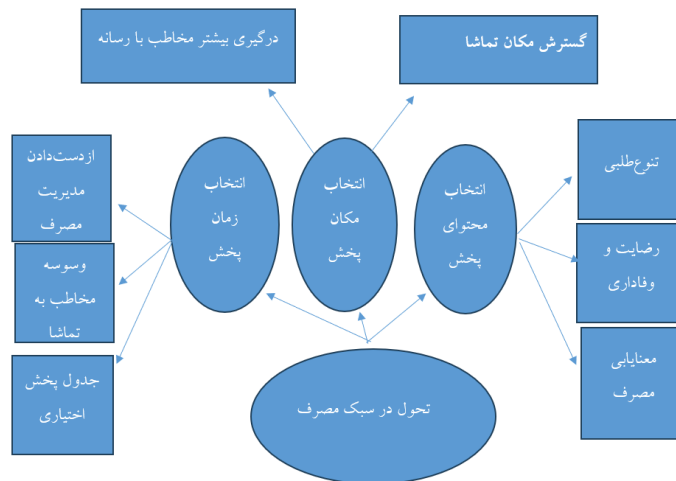 گسترش مکان تماشا
درگیری بیشتر مخاطب با رسانه
تنوع‌طلبی
رضایت و
وفاداری
معنایابی
مصرف
انتخاب
محتوای
پخش
انتخاب
مکان
پخش
انتخاب
زمان
پخش
ازدست‌دادن
مدیریت
مصرف
وسوسه
مخاطب به
تماشا
جدول پخش
اختیاری
تحول در سبک مصرف